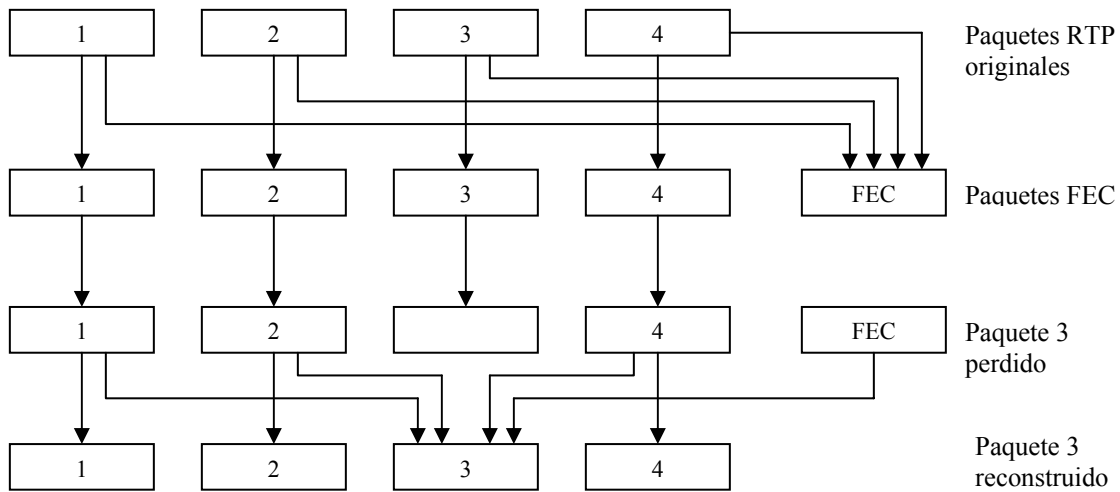 1 2 3 4 Paquetes RTP
originales
1 2 3 4 FEC Paquetes FEC
1 2 4 FEC Paquete 3
perdido
1 2 3 4 Paquete 3
reconstruido